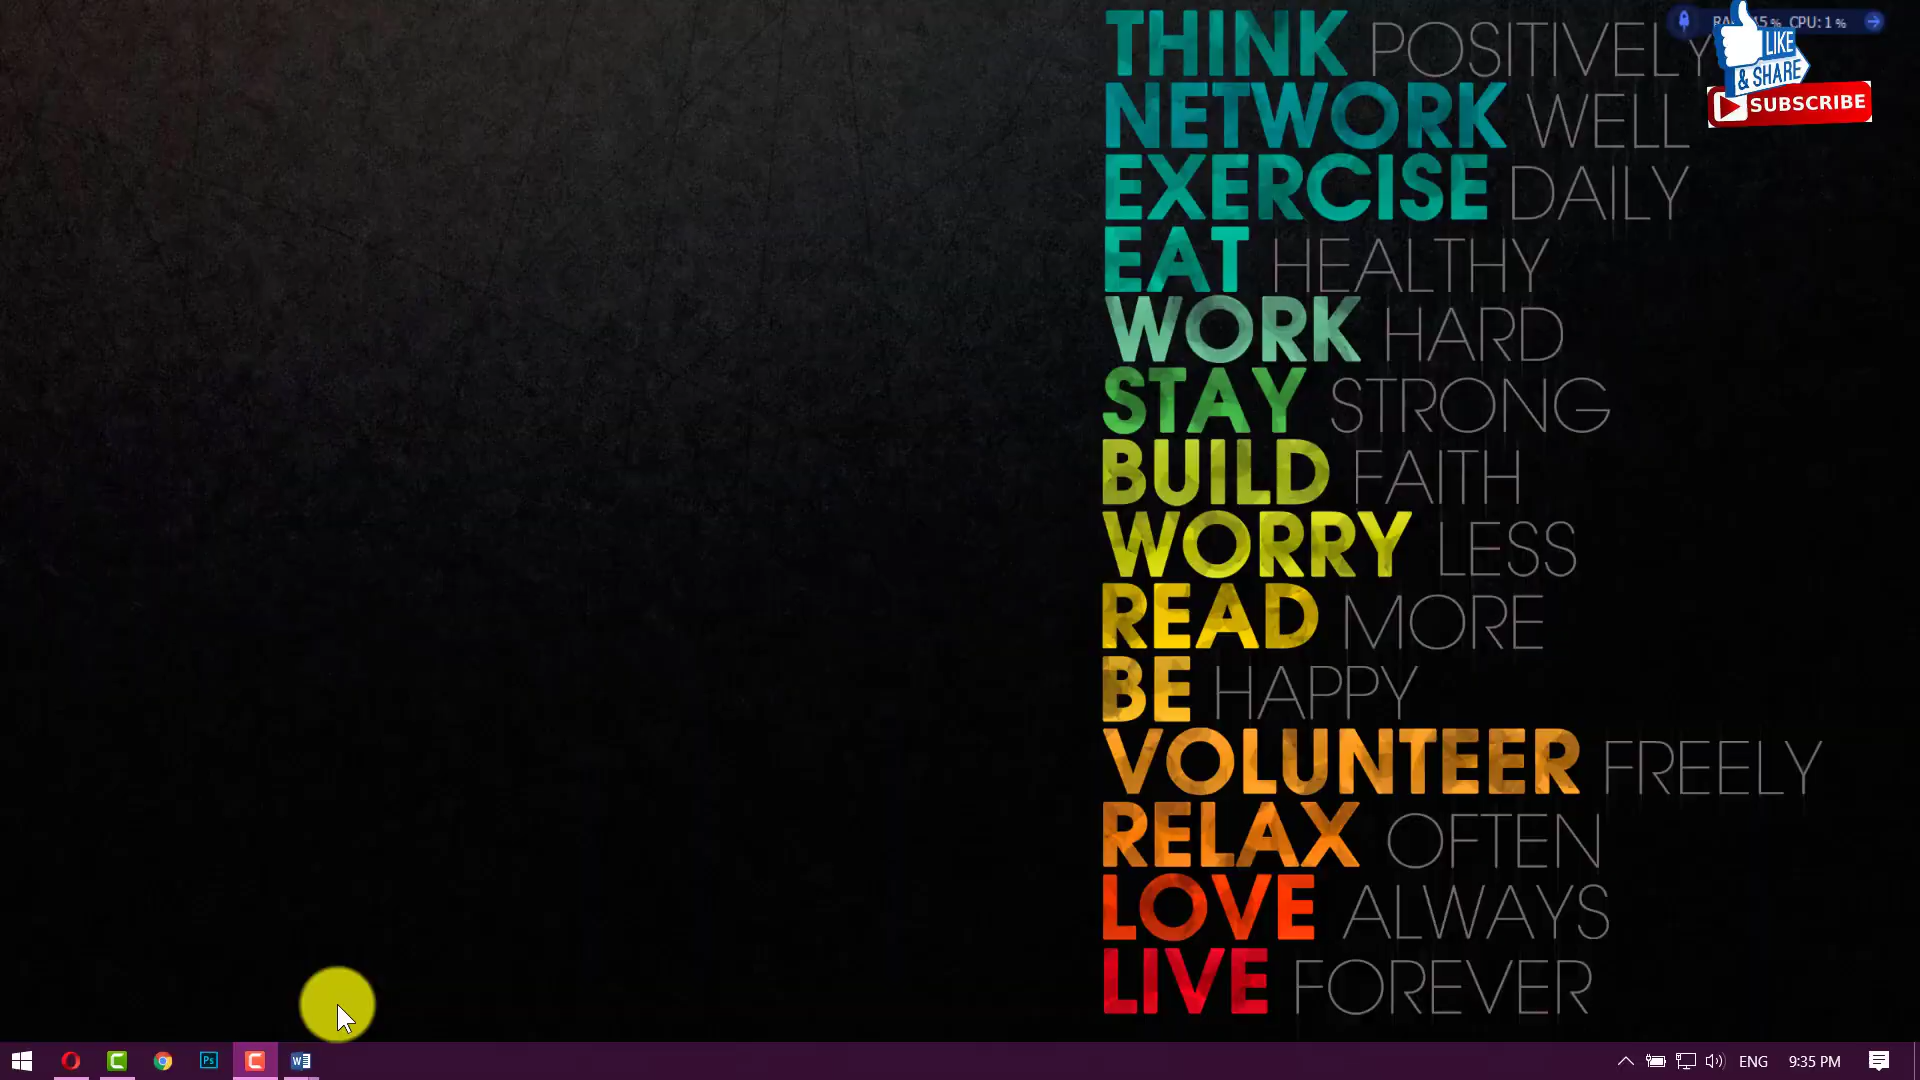 THINK POSITIVELY
CPU: 1 %
LIKE
& SHARE
NETWORK WELL
SUBSCRIBE
EXERCISE DAILY
EAT HEALTHY
WORK HARD
STAY STRONG
BUILD FAITH
WORRY LESS
READ MORE
BE HAPPY
VOLUNTEER FREELY
RELAX OFTEN
LOVE ALWAYS
LIVE FOREVER
Ps
ENG
9:35 PM